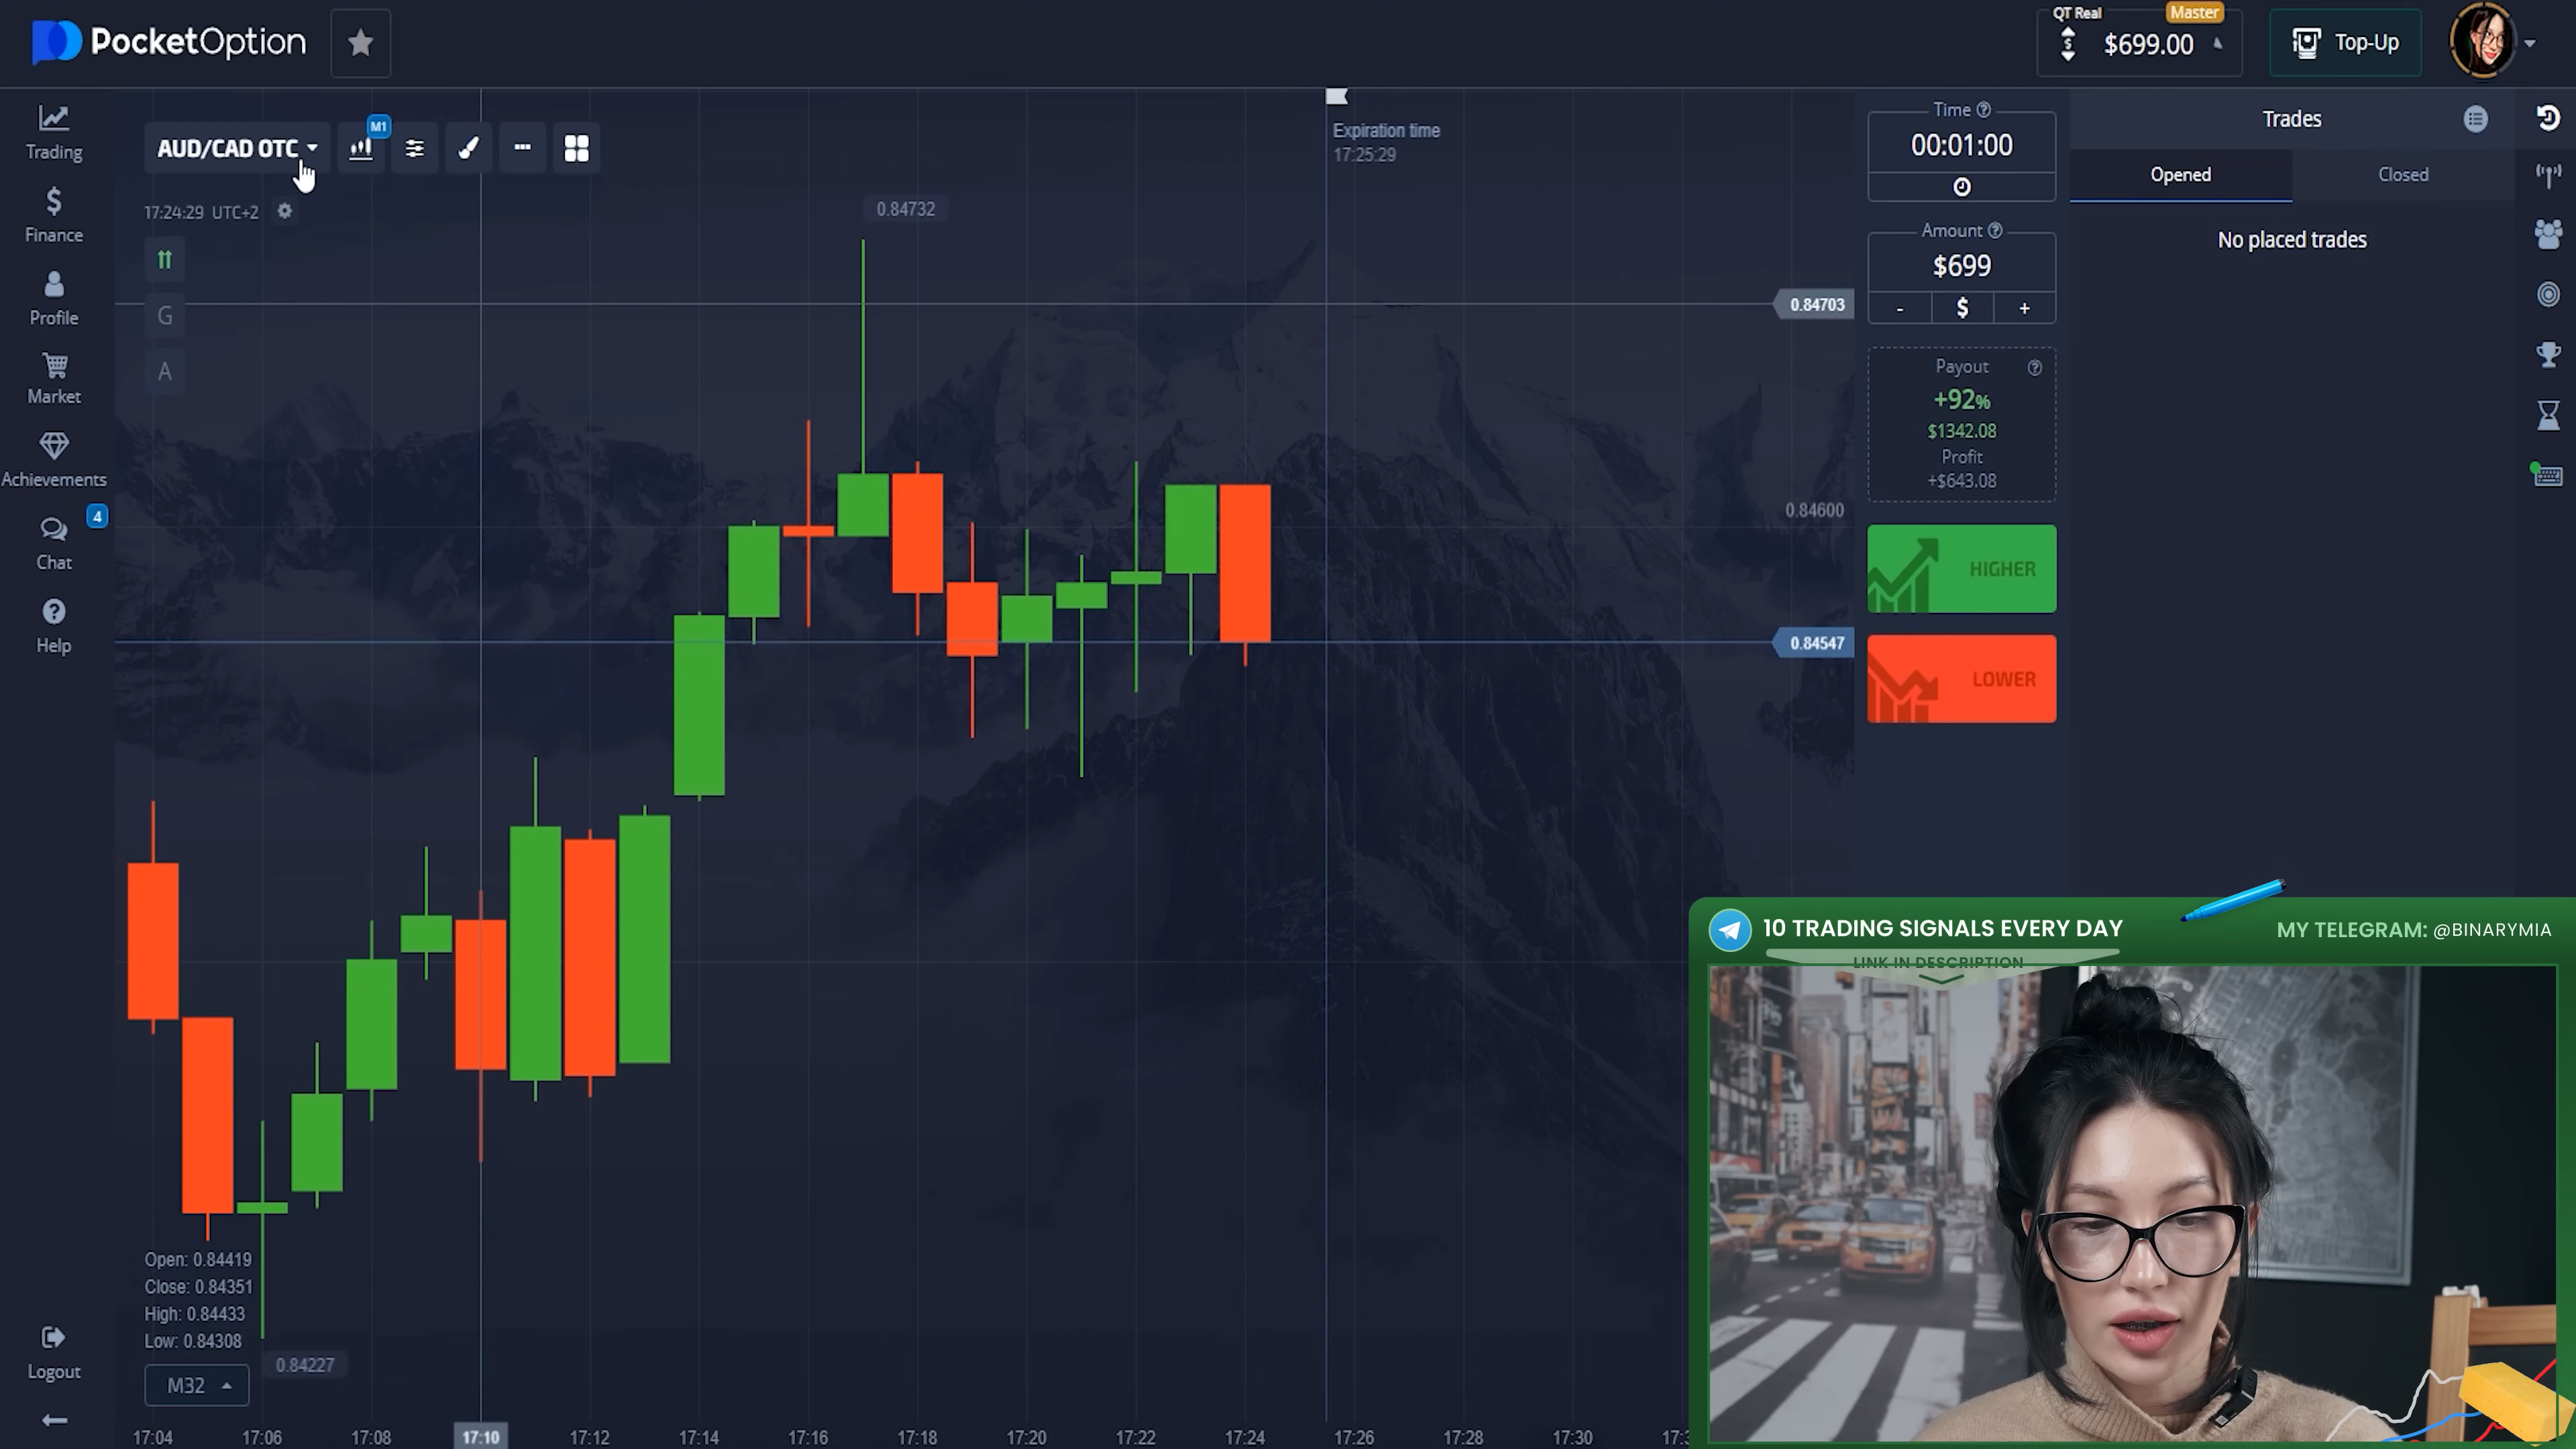 PocketOption
QT Real
Master
$699.00
Top-Up
Trading
Finance
Profile
Market
Achievements
4
Chat
Help
Logout
AUD/CAD OTC
M1
17:24:29 UTC+2
G
A
Expiration time
17:25:29
0.84732
0.84703
0.84600
0.84547
Open: 0.84419
Close: 0.84351
High: 0.84433
Low: 0.84308
0.84227
M32
17:04
17:06
17:08
17:10
17:12
17:14
17:16
17:18
17:20
17:22
17:24
17:26
17:28
17:30
Time
00:01:00
Amount
$699
- $ +
Payout
+92%
$1342.08
Profit
+$643.08
HIGHER
LOWER
Trades
Opened
Closed
No placed trades
10 TRADING SIGNALS EVERY DAY
LINK IN DESCRIPTION
MY TELEGRAM: @BINARYMIA